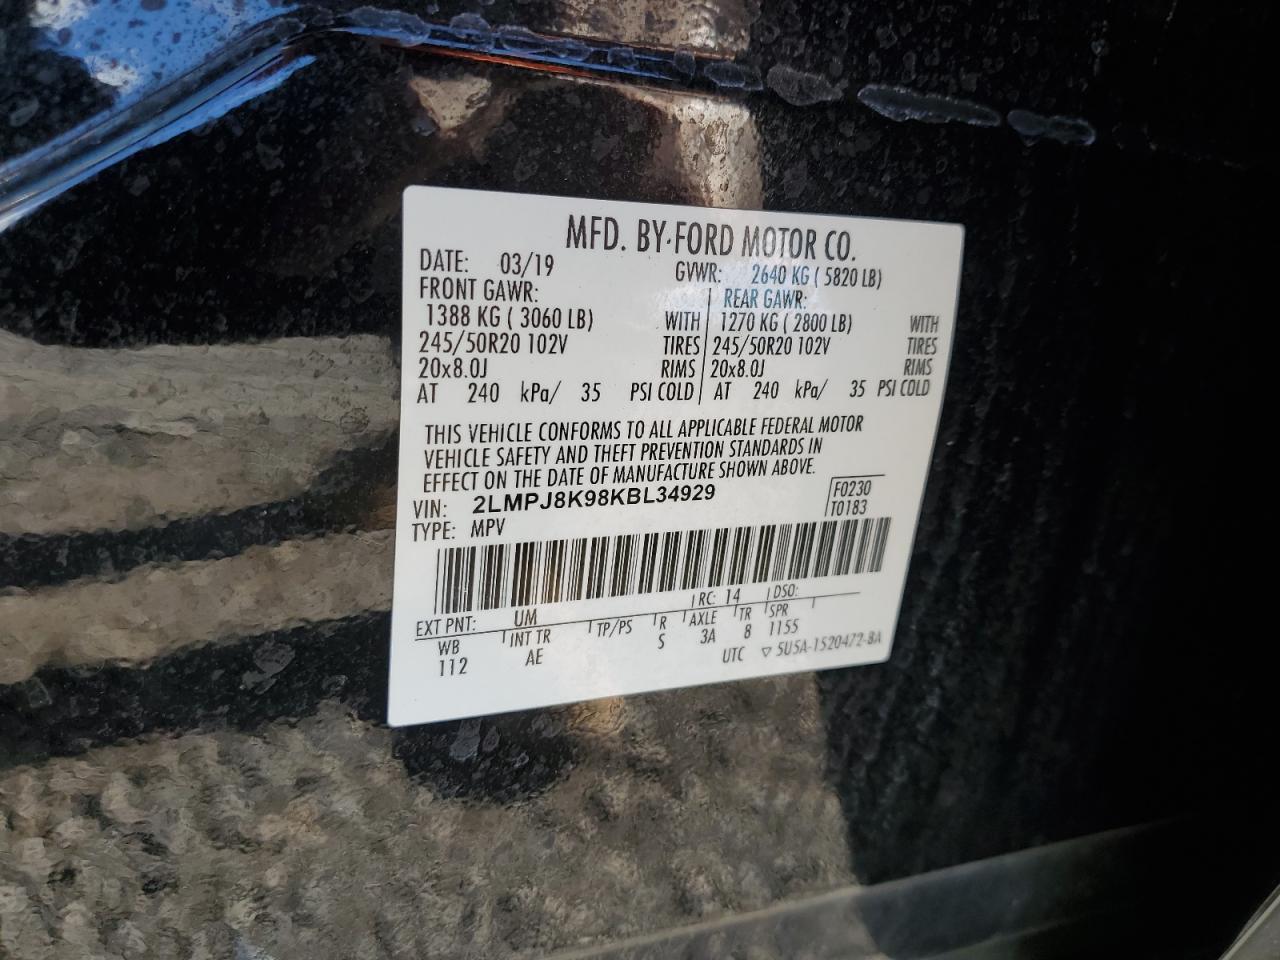 MFD. BY FORD MOTOR CO.
DATE: 03/19 GVWR: 2640 KG ( 5820 LB)
FRONT GAWR: REAR GAWR:
1388 KG ( 3060 LB) WITH 1270 KG ( 2800 LB) WITH
245/50R20 102V TIRES 245/50R20 102V TIRES
20x8.0J RIMS 20x8.0J RIMS
AT 240 kPa/ 35 PSI COLD AT 240 kPa/ 35 PSI COLD
THIS VEHICLE CONFORMS TO ALL APPLICABLE FEDERAL MOTOR
VEHICLE SAFETY AND THEFT PREVENTION STANDARDS IN
EFFECT ON THE DATE OF MANUFACTURE SHOWN ABOVE.
VIN: 2LMPJ8K98KBL34929 F0230
TYPE: MPV T0183
EXT PNT: UM RC: 14 DSO:
WB INT TR TP/PS R AXLE TR SPR
112 AE S 3A 8 1155
UTC ▽ 5U5A-1520472-BA